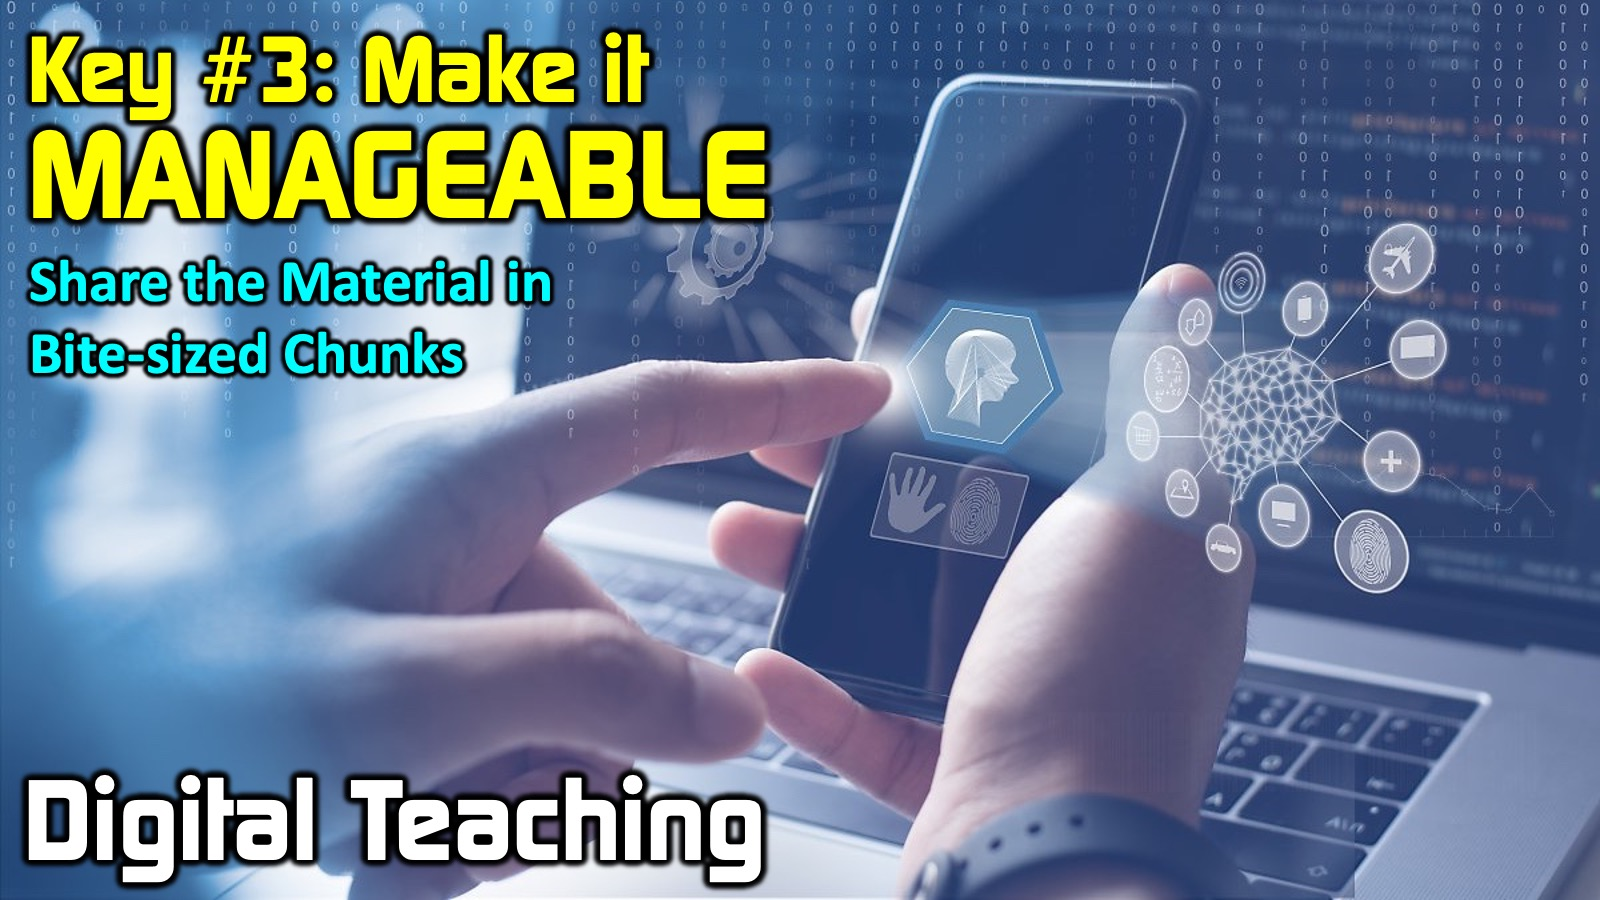 Key #3: Make it
MANAGEABLE
Share the Material in
Bite-sized Chunks
Digital Teaching